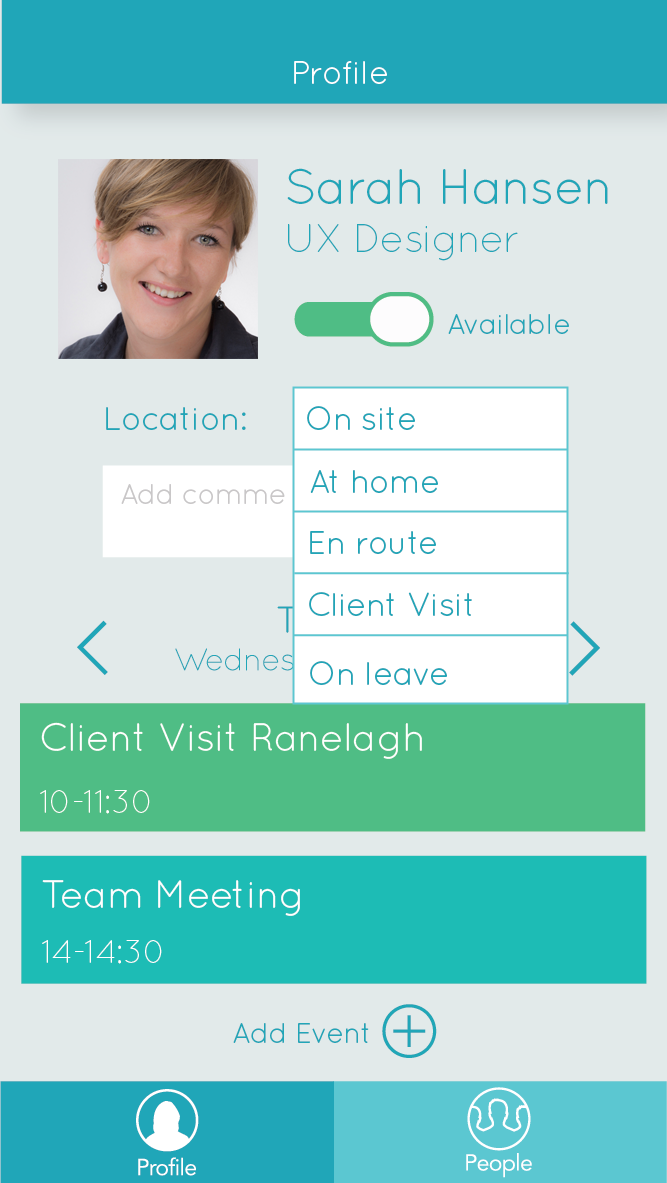 Profile
Sarah Hansen
UX Designer
Available
Location:
On site
At home
Add comme
En route
Client Visit
T
Wednes
On leave
Client Visit Ranelagh
10-11:30
Team Meeting
14-14:30
Add Event
Profile
People